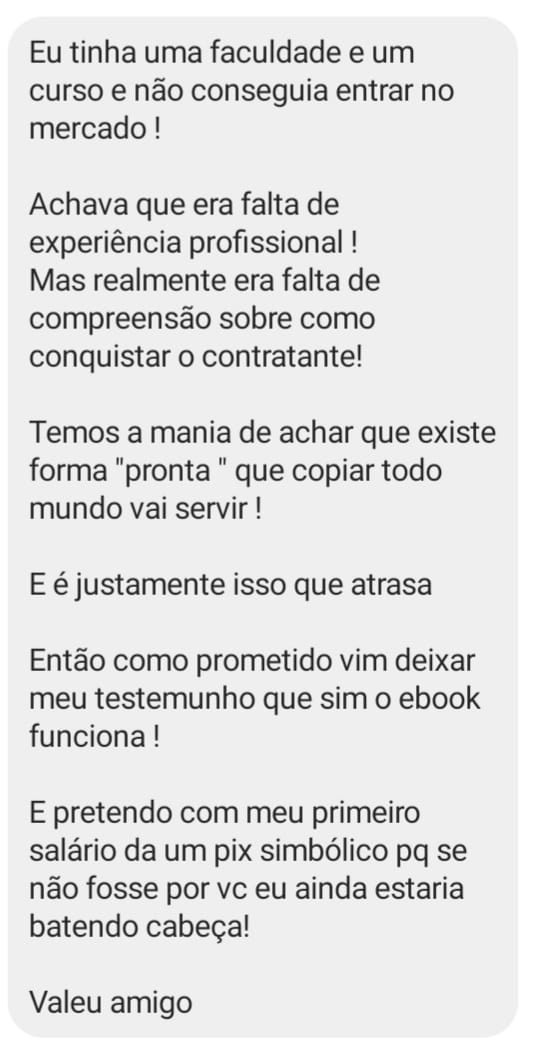 Eu tinha uma faculdade e um
curso e não conseguia entrar no
mercado !
Achava que era falta de
experiência profissional !
Mas realmente era falta de
compreensão sobre como
conquistar o contratante!
Temos a mania de achar que existe
forma "pronta " que copiar todo
mundo vai servir !
E é justamente isso que atrasa
Então como prometido vim deixar
meu testemunho que sim o ebook
funciona !
E pretendo com meu primeiro
salário da um pix simbólico pq se
não fosse por vc eu ainda estaria
batendo cabeça!
Valeu amigo